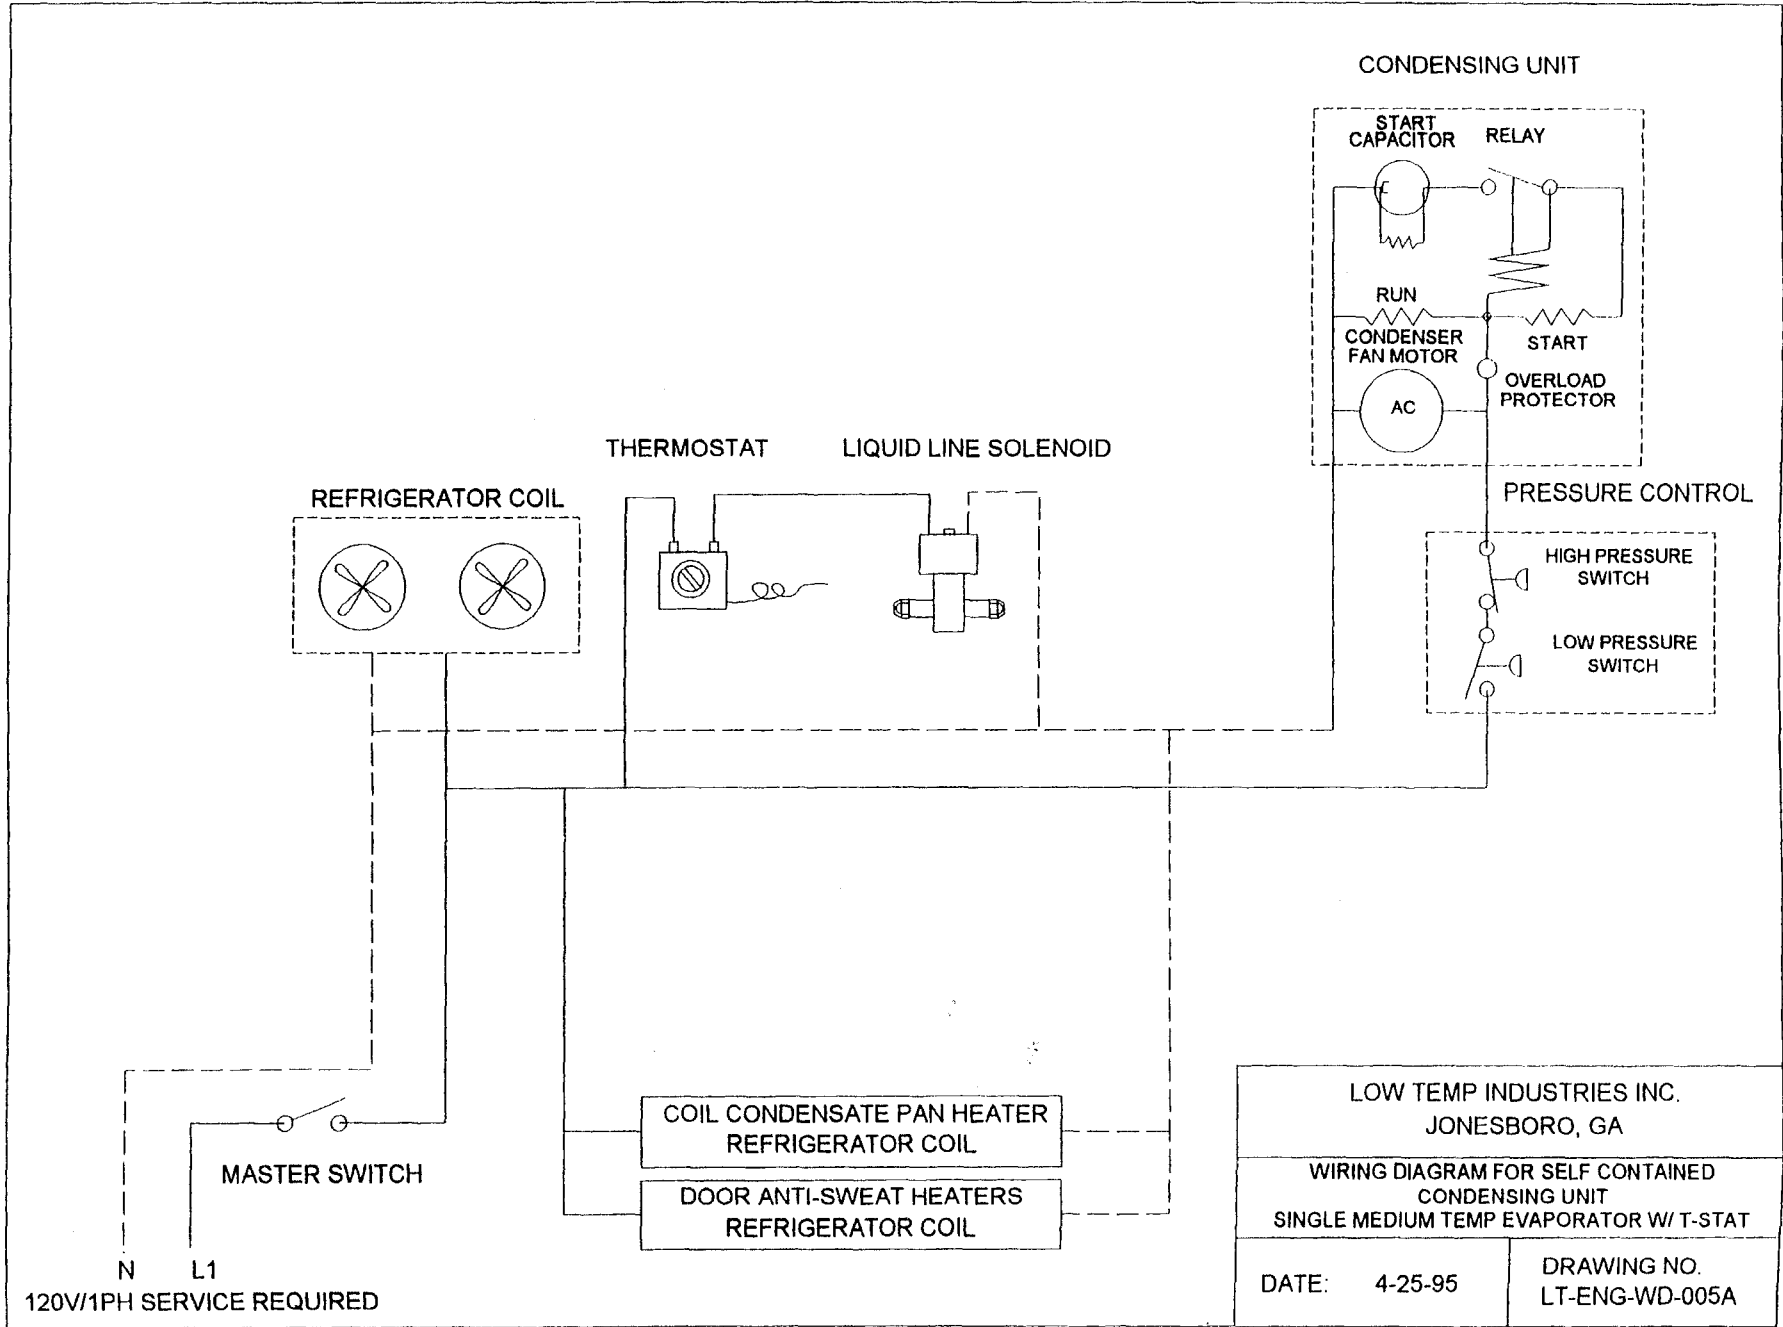 CONDENSING UNIT
START
CAPACITOR
RELAY
RUN
CONDENSER
FAN MOTOR
START
AC
OVERLOAD
PROTECTOR
THERMOSTAT
LIQUID LINE SOLENOID
REFRIGERATOR COIL
PRESSURE CONTROL
HIGH PRESSURE
SWITCH
LOW PRESSURE
SWITCH
MASTER SWITCH
COIL CONDENSATE PAN HEATER
REFRIGERATOR COIL
DOOR ANTI-SWEAT HEATERS
REFRIGERATOR COIL
N L1
120V/1PH SERVICE REQUIRED
LOW TEMP INDUSTRIES INC.
JONESBORO, GA
WIRING DIAGRAM FOR SELF CONTAINED
CONDENSING UNIT
SINGLE MEDIUM TEMP EVAPORATOR W/ T-STAT
DATE: 4-25-95
DRAWING NO.
LT-ENG-WD-005A